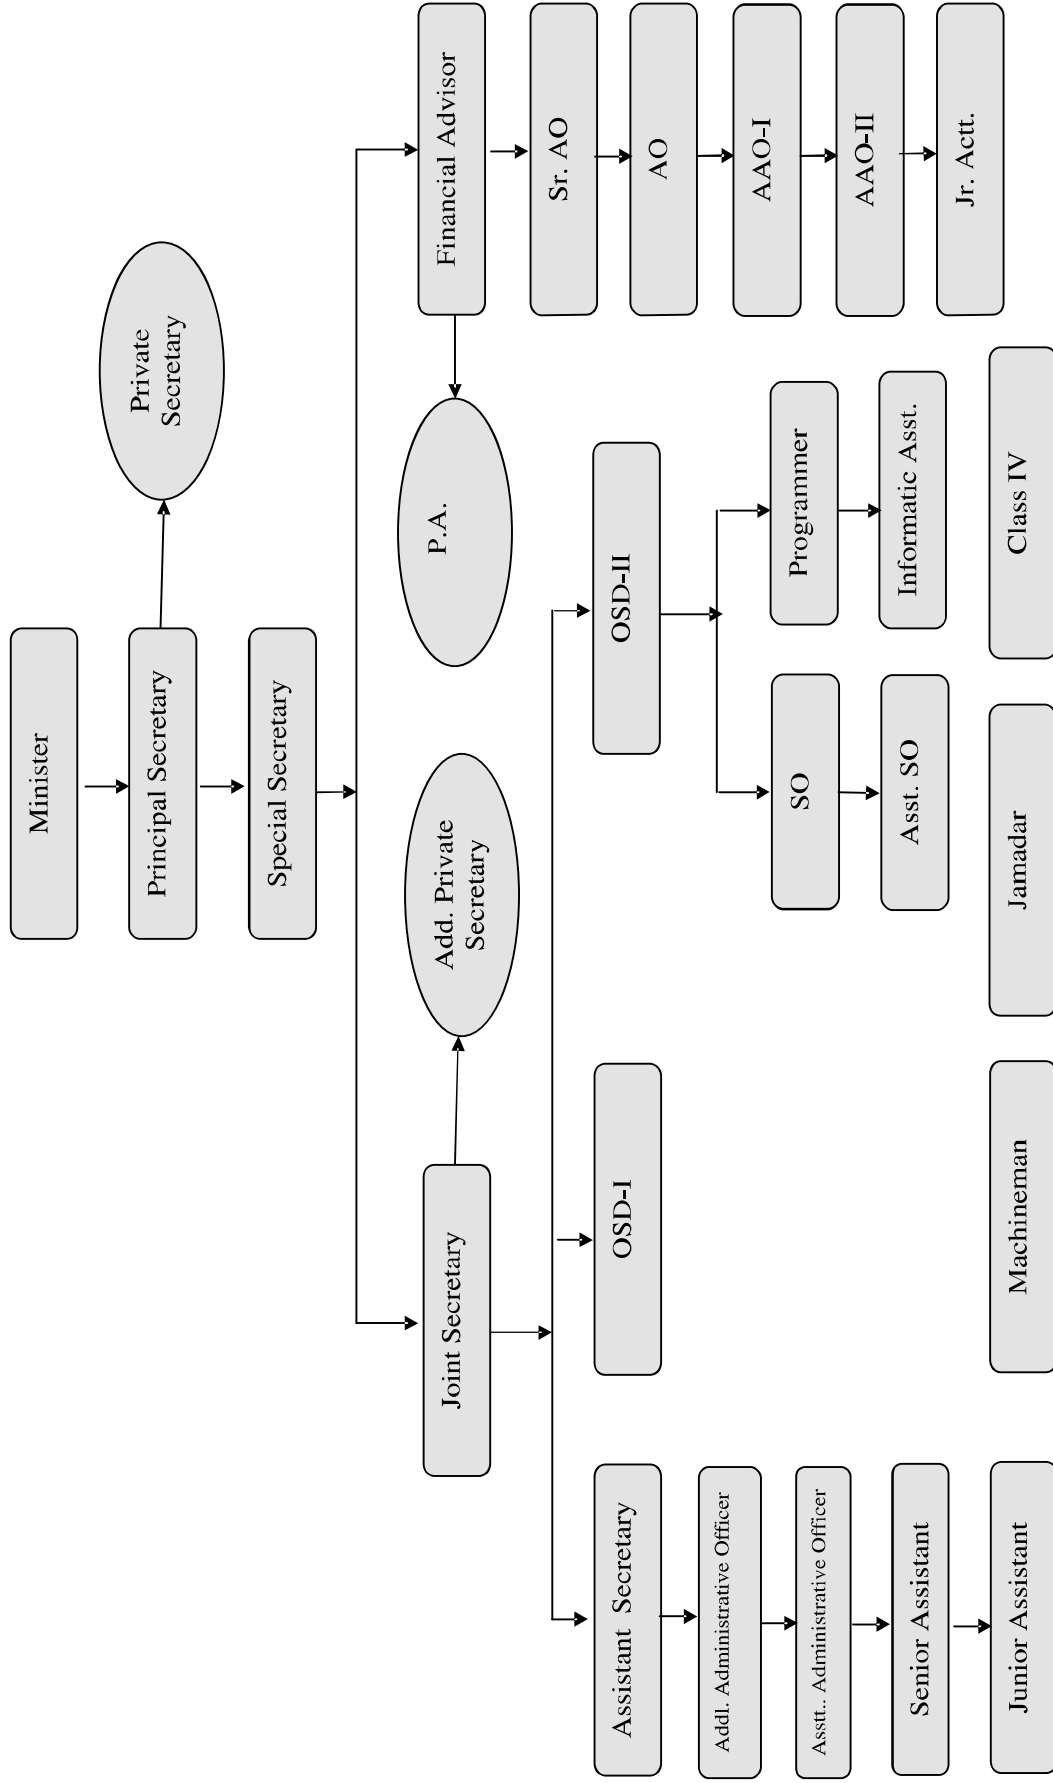 Minister
Principal Secretary
Private
Secretary
Special Secretary
Joint Secretary
Add. Private
Secretary
P.A.
Financial Advisor
Assistant Secretary
OSD-I
OSD-II
Sr. AO
AO
Addl. Administrative Officer
SO
Programmer
AAO-I
Asstt.. Administrative Officer
Asst. SO
Informatic Asst.
AAO-II
Senior Assistant
Jr. Actt.
Junior Assistant
Machineman
Jamadar
Class IV